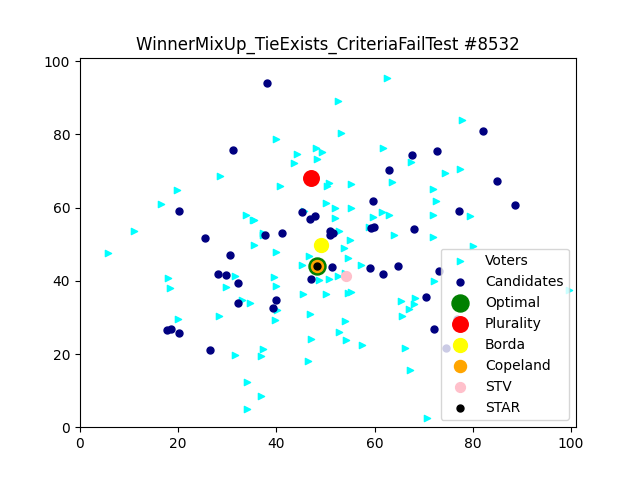 WinnerMixUp_TieExists_CriteriaFailTest #8532
100
80
60
40
20
0
0 20 40 60 80 100
Voters
Candidates
Optimal
Plurality
Borda
Copeland
STV
STAR